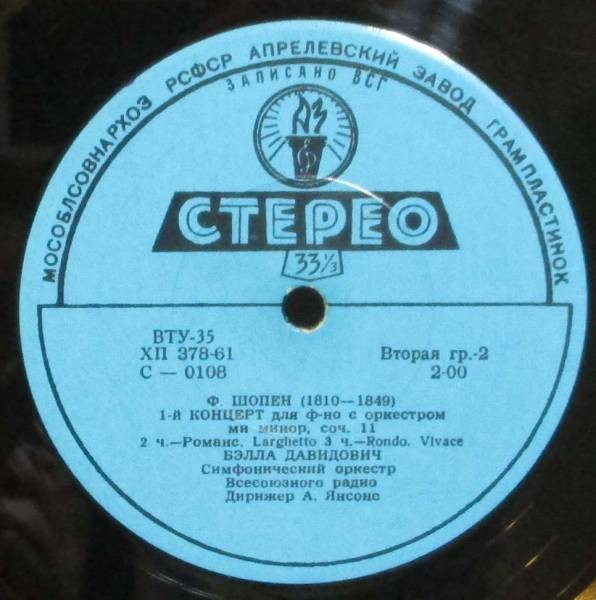 МОСОБЛСОВНАРХОЗ РСФСР АПРЕЛЕВСКИЙ ЗАВОД ГРАМПЛАСТИНОК
ЗАПИСАНО ВСГ
АЗ
СТЕРЕО
33⅓
ВТУ-35
ХП 378-61 Вторая гр.-2
С — 0108 2-00
Ф. ШОПЕН (1810—1849)
1-й КОНЦЕРТ для ф-но с оркестром
ми минор, соч. 11
2 ч.—Романс. Larghetto 3 ч.—Rondo. Vivace
БЭЛЛА ДАВИДОВИЧ
Симфонический оркестр
Всесоюзного радио
Дирижер А. Янсонс